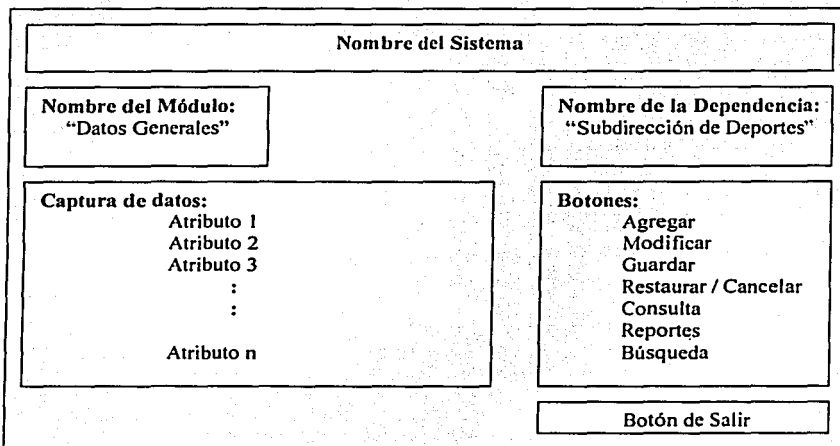 Nombre del Sistema
Nombre del Módulo:
“Datos Generales”
Nombre de la Dependencia:
“Subdirección de Deportes”
Captura de datos:
Atributo 1
Atributo 2
Atributo 3
:
:
Atributo n
Botones:
Agregar
Modificar
Guardar
Restaurar / Cancelar
Consulta
Reportes
Búsqueda
Botón de Salir